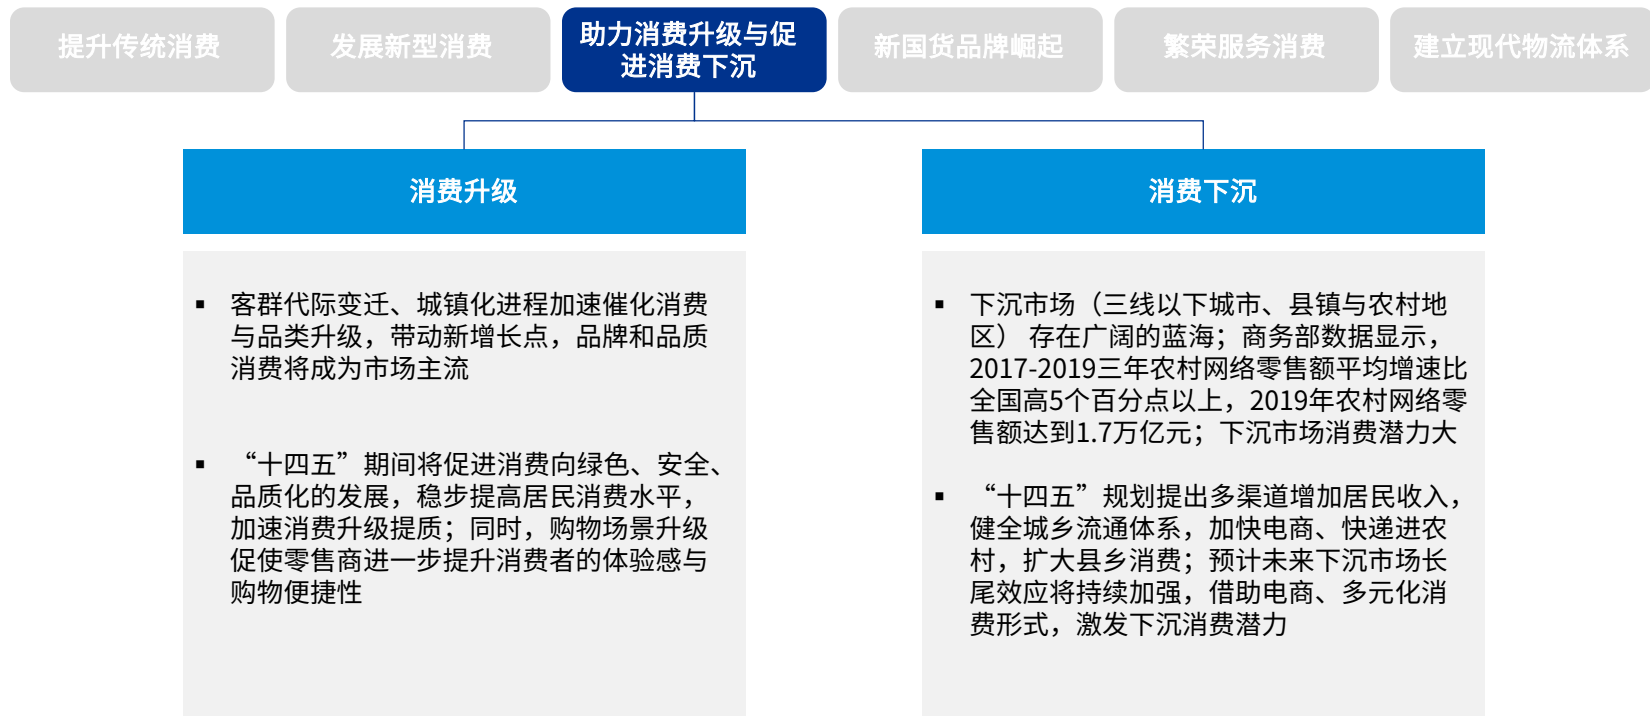 提升传统消费
发展新型消费
助力消费升级与促
进消费下沉
新国货品牌崛起
繁荣服务消费
建立现代物流体系
消费升级
▪ 客群代际变迁、城镇化进程加速催化消费
与品类升级，带动新增长点，品牌和品质
消费将成为市场主流
▪ “十四五”期间将促进消费向绿色、安全、
品质化的发展，稳步提高居民消费水平，
加速消费升级提质；同时，购物场景升级
促使零售商进一步提升消费者的体验感与
购物便捷性
消费下沉
▪ 下沉市场（三线以下城市、县镇与农村地
区） 存在广阔的蓝海；商务部数据显示，
2017-2019三年农村网络零售额平均增速比
全国高5个百分点以上，2019年农村网络零
售额达到1.7万亿元；下沉市场消费潜力大
▪ “十四五”规划提出多渠道增加居民收入，
健全城乡流通体系，加快电商、快递进农
村，扩大县乡消费；预计未来下沉市场长
尾效应将持续加强，借助电商、多元化消
费形式，激发下沉消费潜力